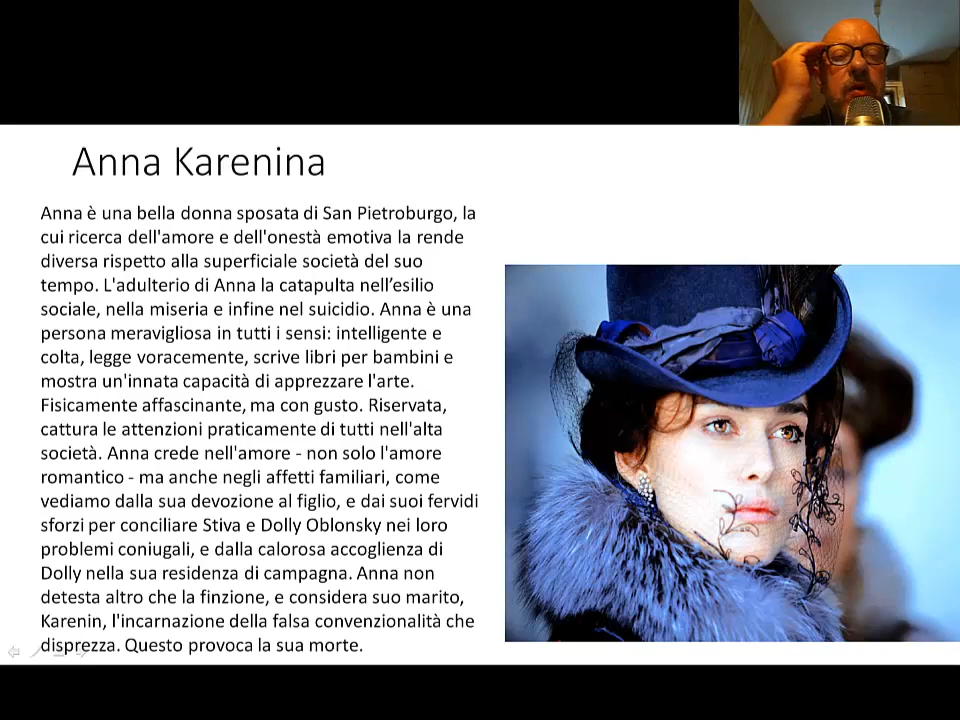 Anna Karenina
Anna è una bella donna sposata di San Pietroburgo, la
cui ricerca dell'amore e dell'onestà emotiva la rende
diversa rispetto alla superficiale società del suo
tempo. L'adulterio di Anna la catapulta nell’esilio
sociale, nella miseria e infine nel suicidio. Anna è una
persona meravigliosa in tutti i sensi: intelligente e
colta, legge voracemente, scrive libri per bambini e
mostra un'innata capacità di apprezzare l'arte.
Fisicamente affascinante, ma con gusto. Riservata,
cattura le attenzioni praticamente di tutti nell'alta
società. Anna crede nell'amore - non solo l'amore
romantico - ma anche negli affetti familiari, come
vediamo dalla sua devozione al figlio, e dai suoi fervidi
sforzi per conciliare Stiva e Dolly Oblonsky nei loro
problemi coniugali, e dalla calorosa accoglienza di
Dolly nella sua residenza di campagna. Anna non
detesta altro che la finzione, e considera suo marito,
Karenin, l'incarnazione della falsa convenzionalità che
disprezza. Questo provoca la sua morte.